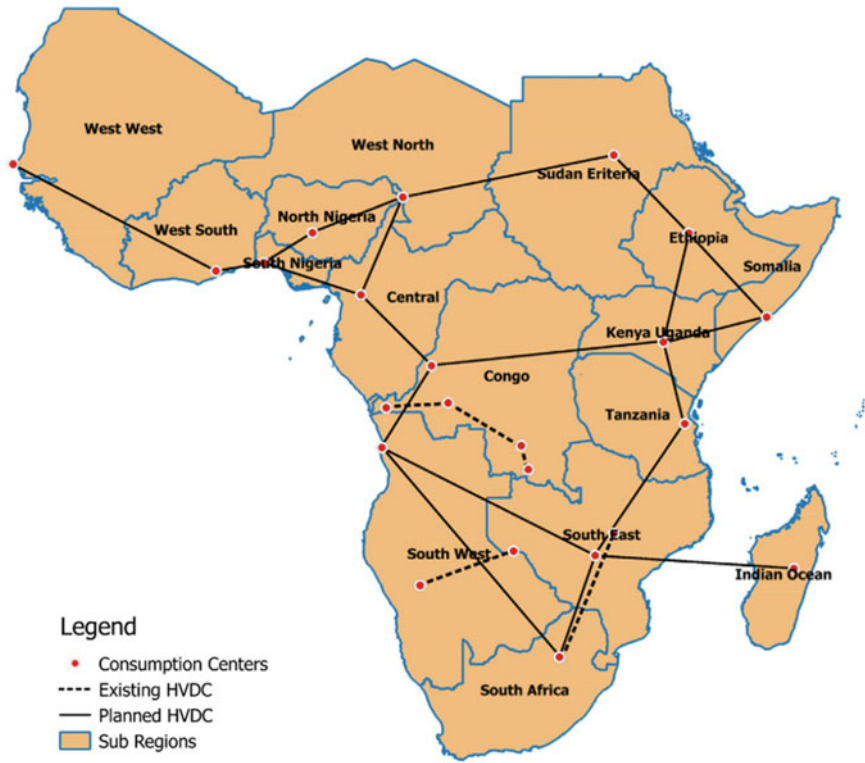 West West
West North
Sudan Eriteria
North Nigeria
West South
Ethiopia
South Nigeria
Somalia
Central
Kenya Uganda
Congo
Tanzania
South East
South West
Indian Ocean
South Africa
Legend
Consumption Centers
Existing HVDC
Planned HVDC
Sub Regions